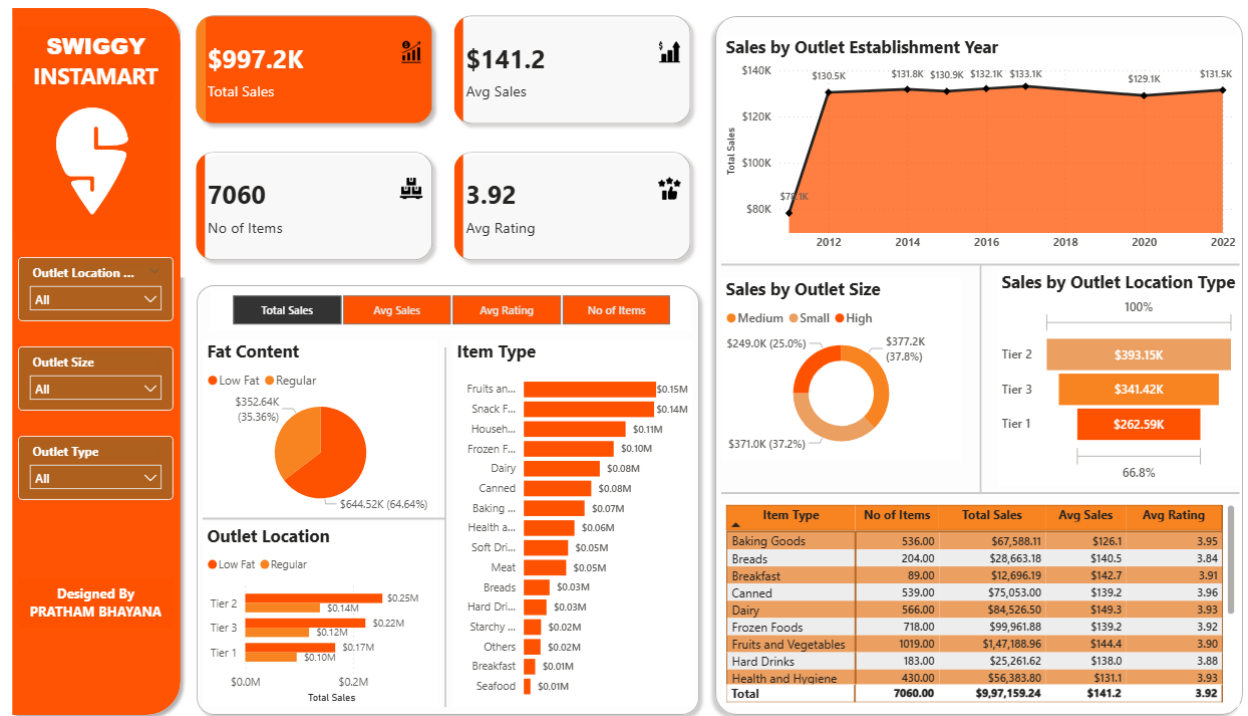 SWIGGY
INSTAMART
Outlet Location ...
All
Outlet Size
All
Outlet Type
All
Designed By
PRATHAM BHAYANA
$997.2K
Total Sales
$141.2
Avg Sales
7060
No of Items
3.92
Avg Rating
Total Sales Avg Sales Avg Rating No of Items
Fat Content
Low Fat Regular
$352.64K
(35.36%)
$644.52K (64.64%)
Outlet Location
Low Fat Regular
Tier 2 $0.25M
$0.14M
Tier 3 $0.22M
$0.12M
Tier 1 $0.17M
$0.10M
$0.0M $0.2M
Total Sales
Item Type
Fruits an... $0.15M
Snack F... $0.14M
Househ... $0.11M
Frozen F... $0.10M
Dairy $0.08M
Canned $0.08M
Baking ... $0.07M
Health a... $0.06M
Soft Dri... $0.05M
Meat $0.05M
Breads $0.03M
Hard Dri... $0.03M
Starchy ... $0.02M
Others $0.02M
Breakfast $0.01M
Seafood $0.01M
Sales by Outlet Establishment Year
Total Sales
$140K
$120K
$100K
$80K
$130.5K $131.8K $130.9K $132.1K $133.1K $129.1K $131.5K
2012 2014 2016 2018 2020 2022
Sales by Outlet Size
Medium Small High
$249.0K (25.0%)
$377.2K
(37.8%)
$371.0K (37.2%)
Sales by Outlet Location Type
100%
Tier 2 $393.15K
Tier 3 $341.42K
Tier 1 $262.59K
66.8%
Item Type No of Items Total Sales Avg Sales Avg Rating
Baking Goods 536.00 $67,588.11 $126.1 3.95
Breads 204.00 $28,663.18 $140.5 3.84
Breakfast 89.00 $12,696.19 $142.7 3.91
Canned 539.00 $75,053.00 $139.2 3.96
Dairy 566.00 $84,526.50 $149.3 3.93
Frozen Foods 718.00 $99,961.88 $139.2 3.92
Fruits and Vegetables 1019.00 $1,47,188.96 $144.4 3.90
Hard Drinks 183.00 $25,261.62 $138.0 3.88
Health and Hygiene 430.00 $56,383.80 $131.1 3.93
Total 7060.00 $9,97,159.24 $141.2 3.92